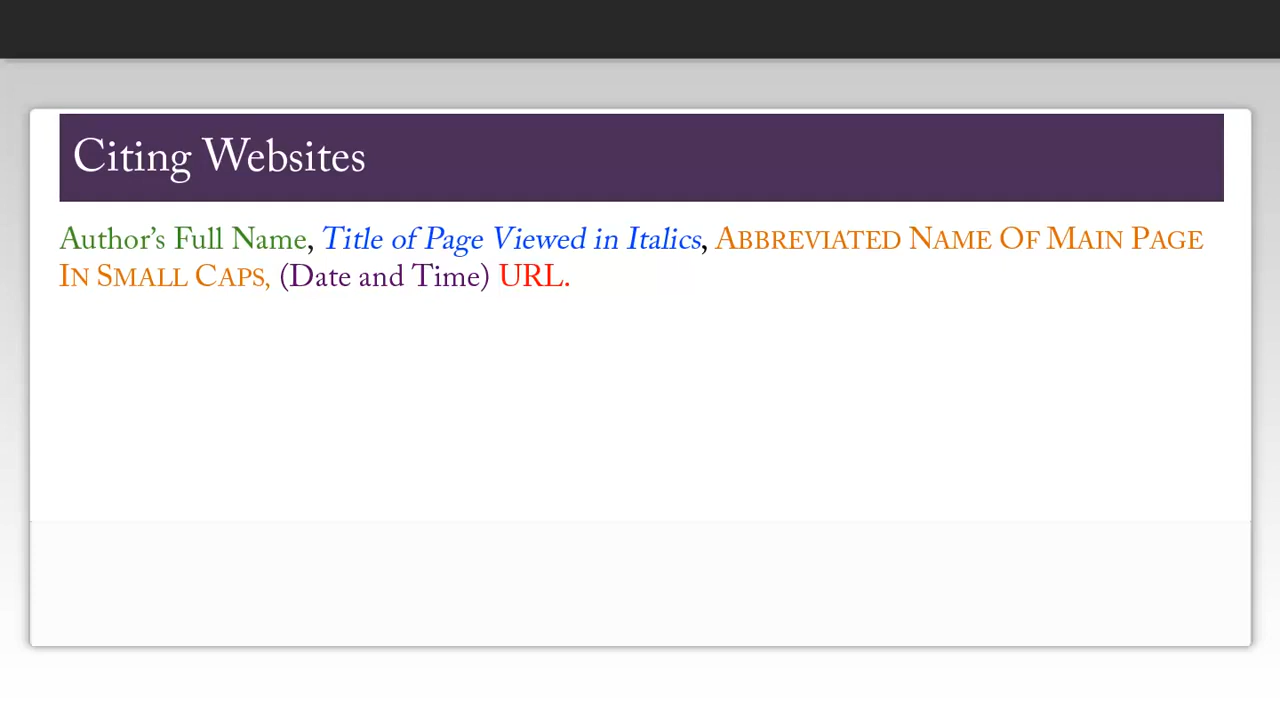 Citing Websites
Author’s Full Name, Title of Page Viewed in Italics, ABBREVIATED NAME OF MAIN PAGE
IN SMALL CAPS, (Date and Time) URL.